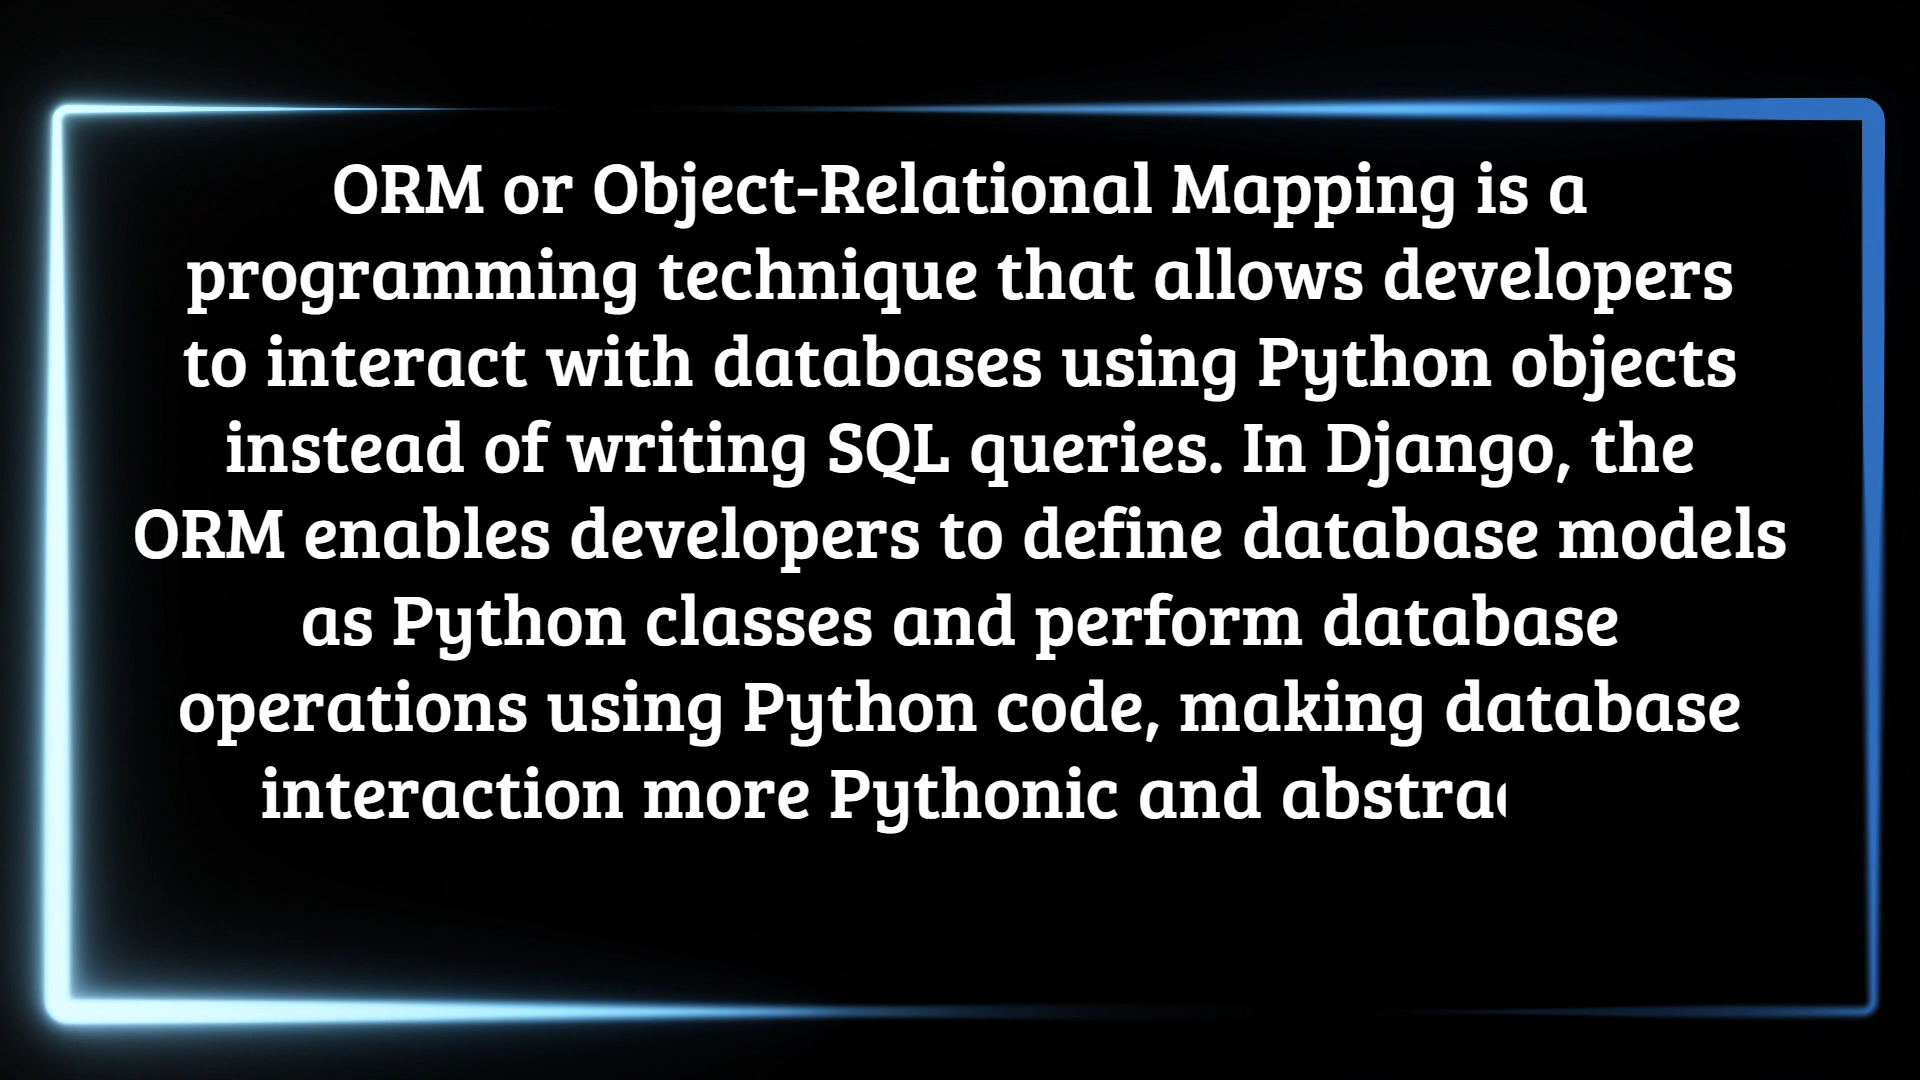 ORM or Object-Relational Mapping is a
programming technique that allows developers
to interact with databases using Python objects
instead of writing SQL queries. In Django, the
ORM enables developers to define database models
as Python classes and perform database
operations using Python code, making database
interaction more Pythonic and